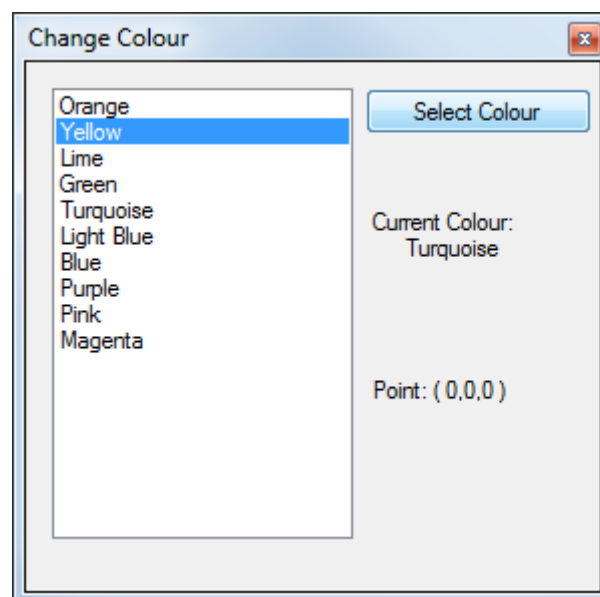 Change Colour
Orange
Yellow
Lime
Green
Turquoise
Light Blue
Blue
Purple
Pink
Magenta
Select Colour
Current Colour:
Turquoise
Point: ( 0,0,0 )